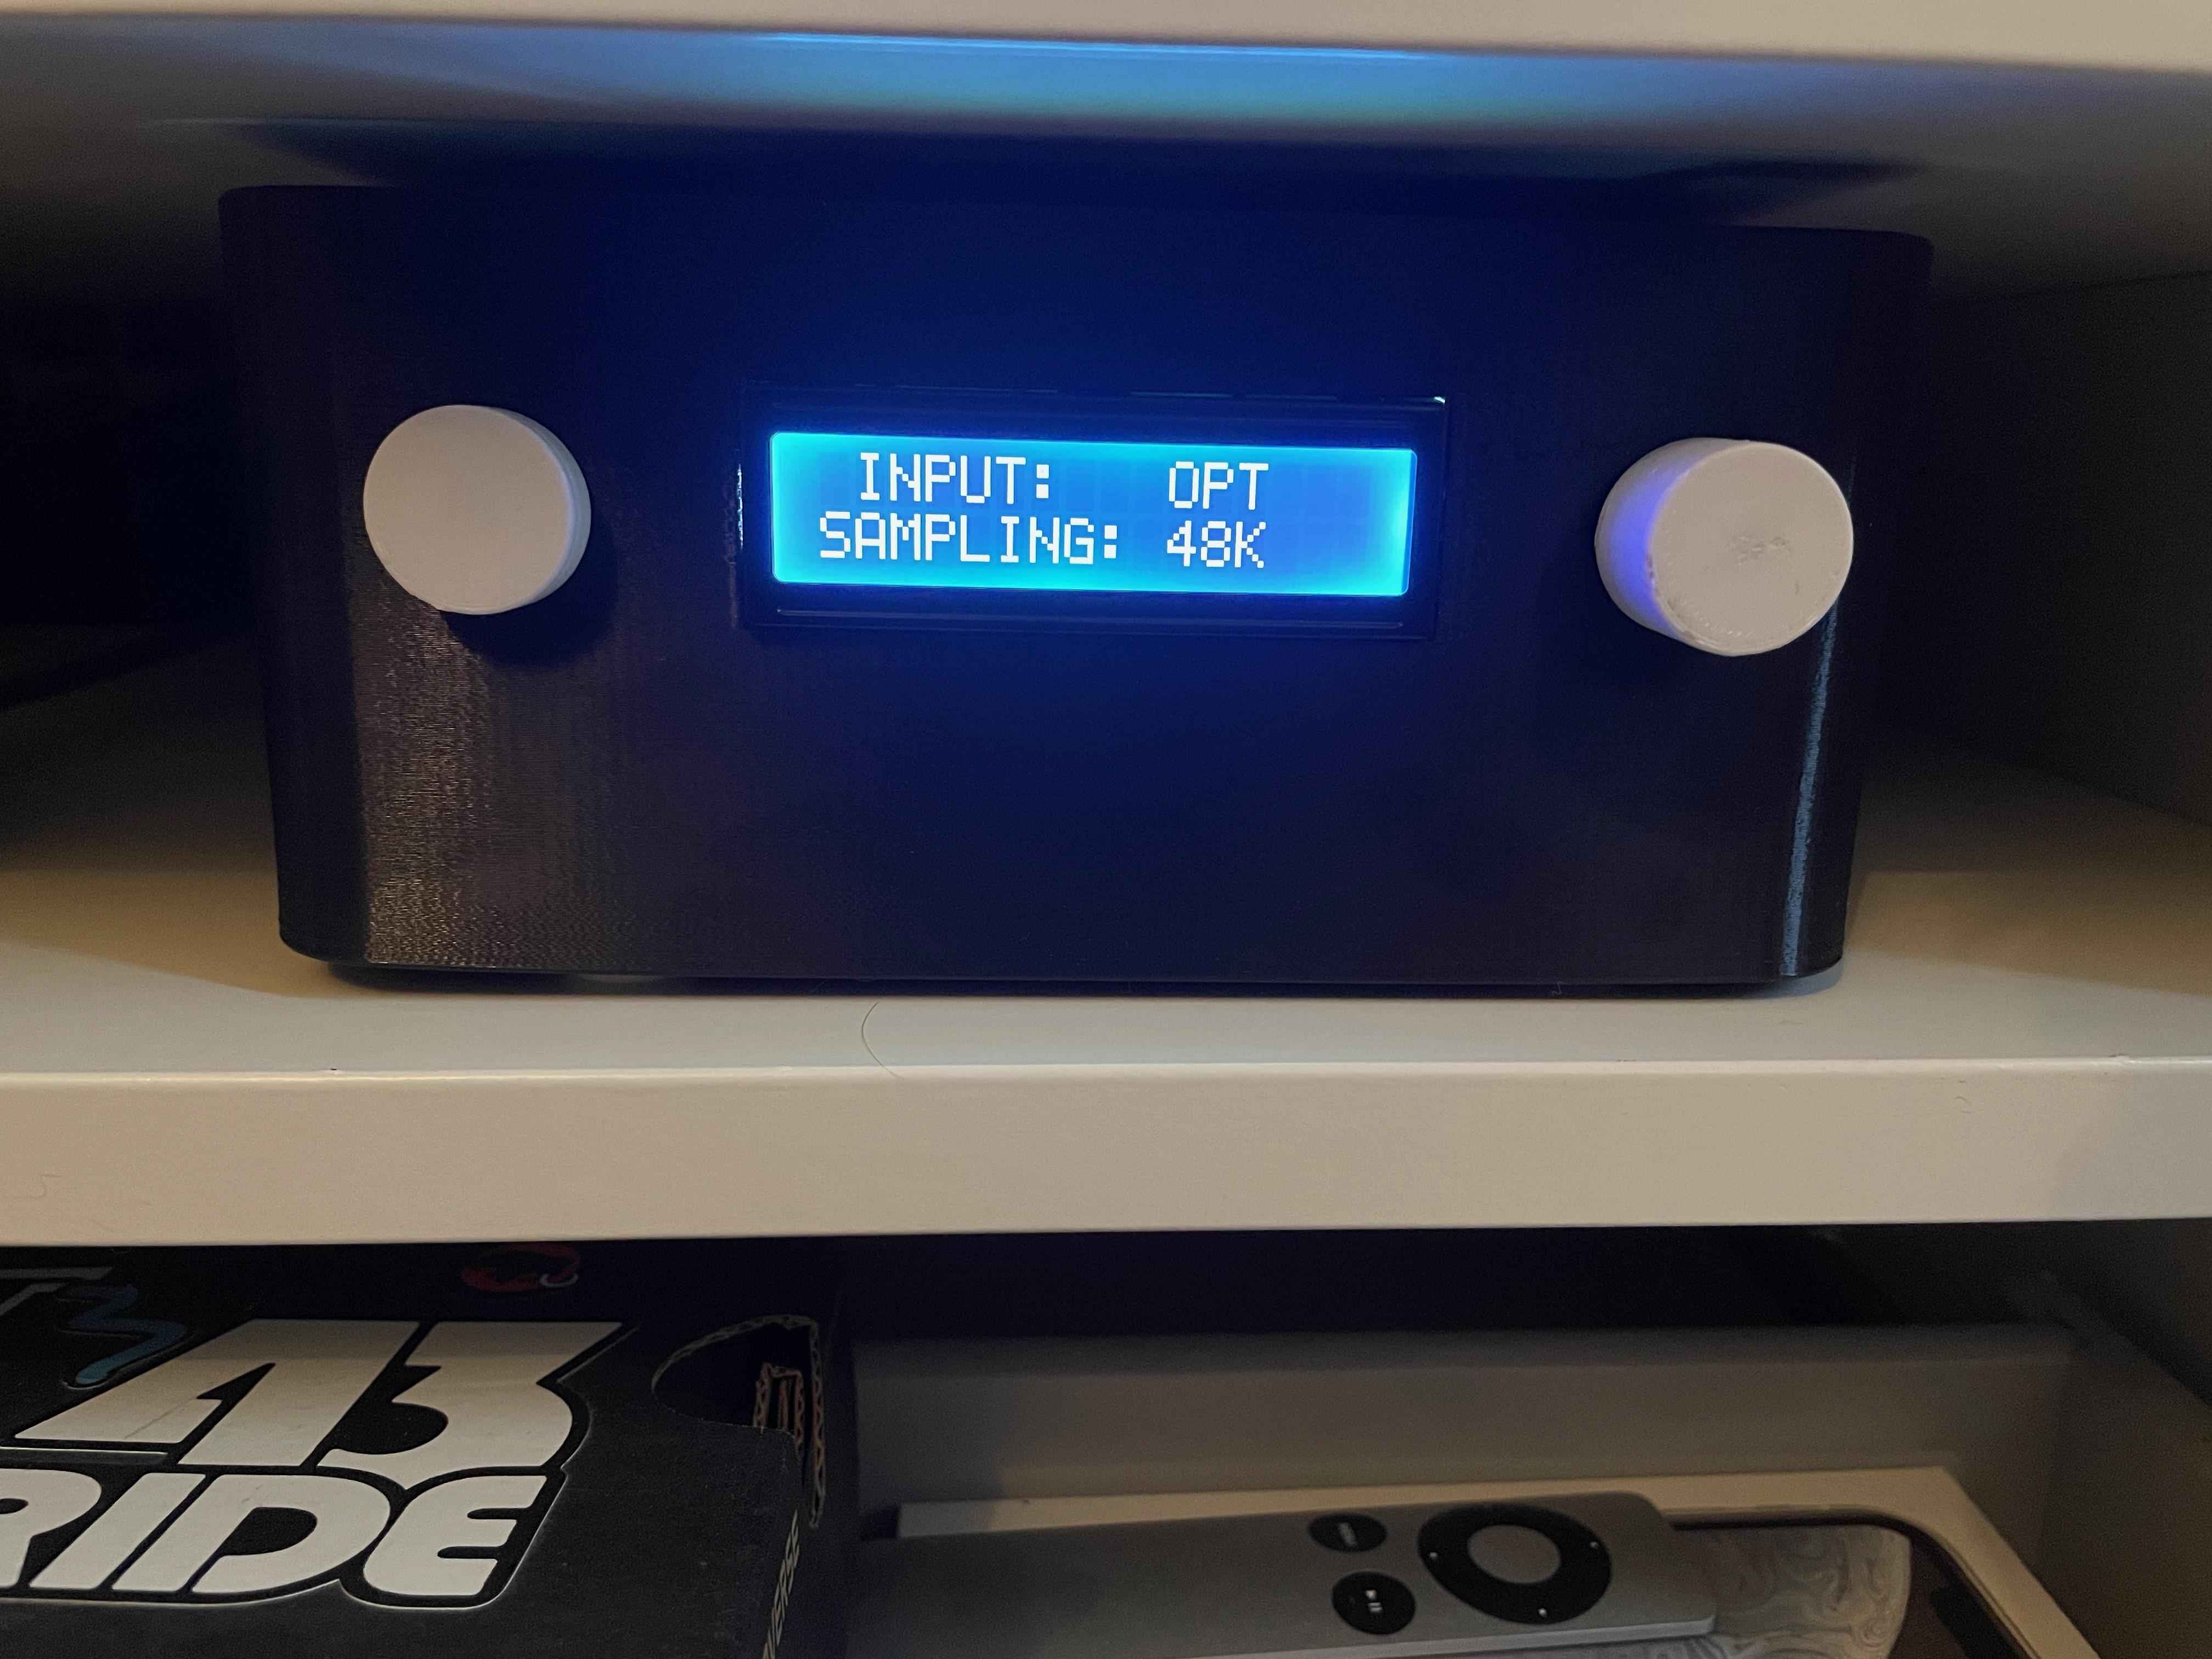 INPUT: OPT
SAMPLING: 48K
RIDE